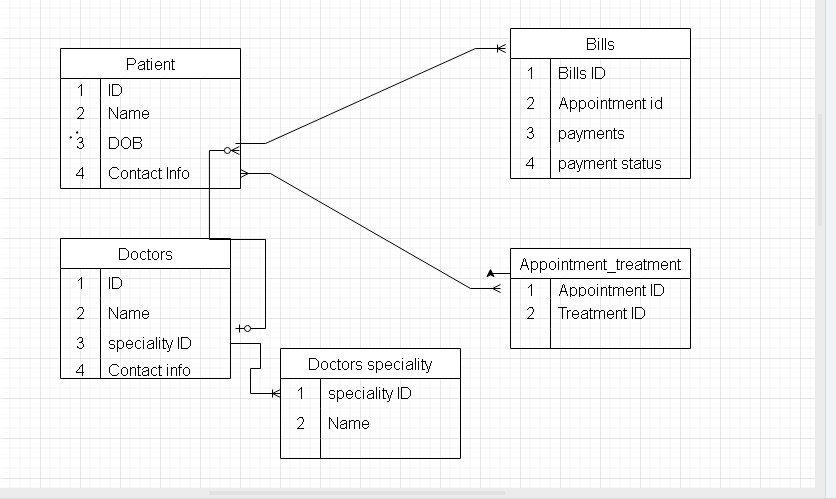 Patient
1 ID
2 Name
3 DOB
4 Contact Info
Bills
1 Bills ID
2 Appointment id
3 payments
4 payment status
Doctors
1 ID
2 Name
3 speciality ID
4 Contact info
Appointment_treatment
1 Appointment ID
2 Treatment ID
Doctors speciality
1 speciality ID
2 Name